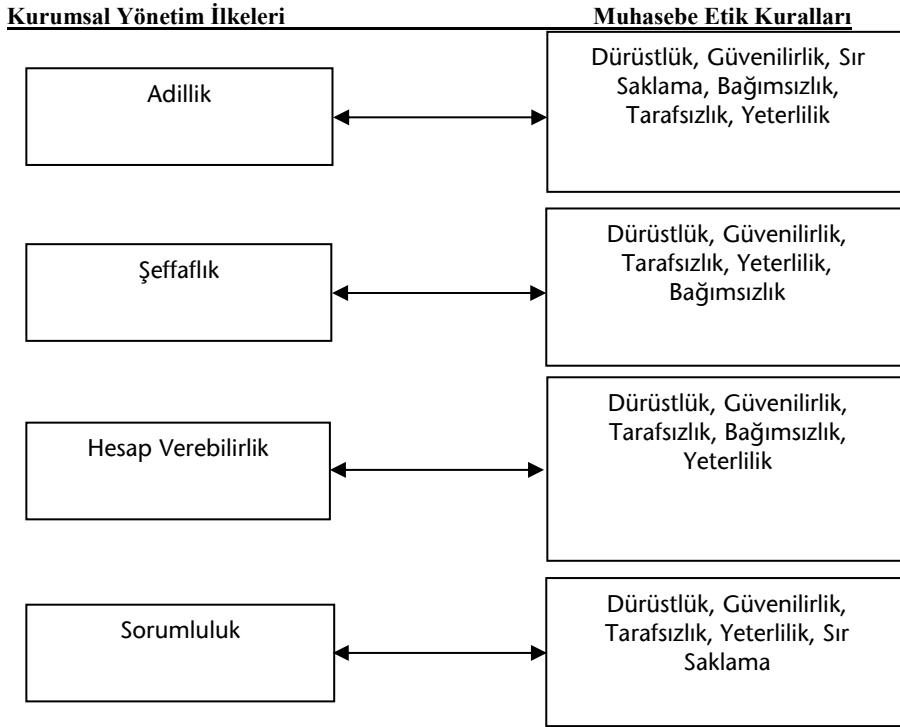 Kurumsal Yönetim İlkeleri Muhasebe Etik Kuralları
Adillik
Dürüstlük, Güvenilirlik, Sır
Saklama, Bağımsızlık,
Tarafsızlık, Yeterlilik
Şeffaflık
Dürüstlük, Güvenilirlik,
Tarafsızlık, Yeterlilik,
Bağımsızlık
Hesap Verebilirlik
Dürüstlük, Güvenilirlik,
Tarafsızlık, Bağımsızlık,
Yeterlilik
Sorumluluk
Dürüstlük, Güvenilirlik,
Tarafsızlık, Yeterlilik, Sır
Saklama